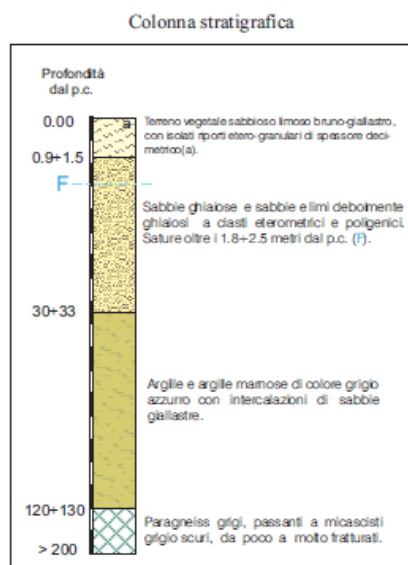 Colonna stratigrafica
Profondità
dal p.c.
0.00
a
Terreno vegetale sabbioso limoso bruno-giallastro,
con isolati riporti etero-granulari di spessore deci-
metrico(a).
0.9÷1.5
F
Sabbie ghiaiose e sabbie e limi debolmente
ghiaiosi a clasti eterometrici e poligenici.
Sature oltre i 1.8÷2.5 metri dal p.c. (F).
30÷33
Argille e argille marnose di colore grigio
azzurro con intercalazioni di sabbie
giallastre.
120÷130
Paragneiss grigi, passanti a micascisti
grigio scuri, da poco a molto fratturati.
> 200